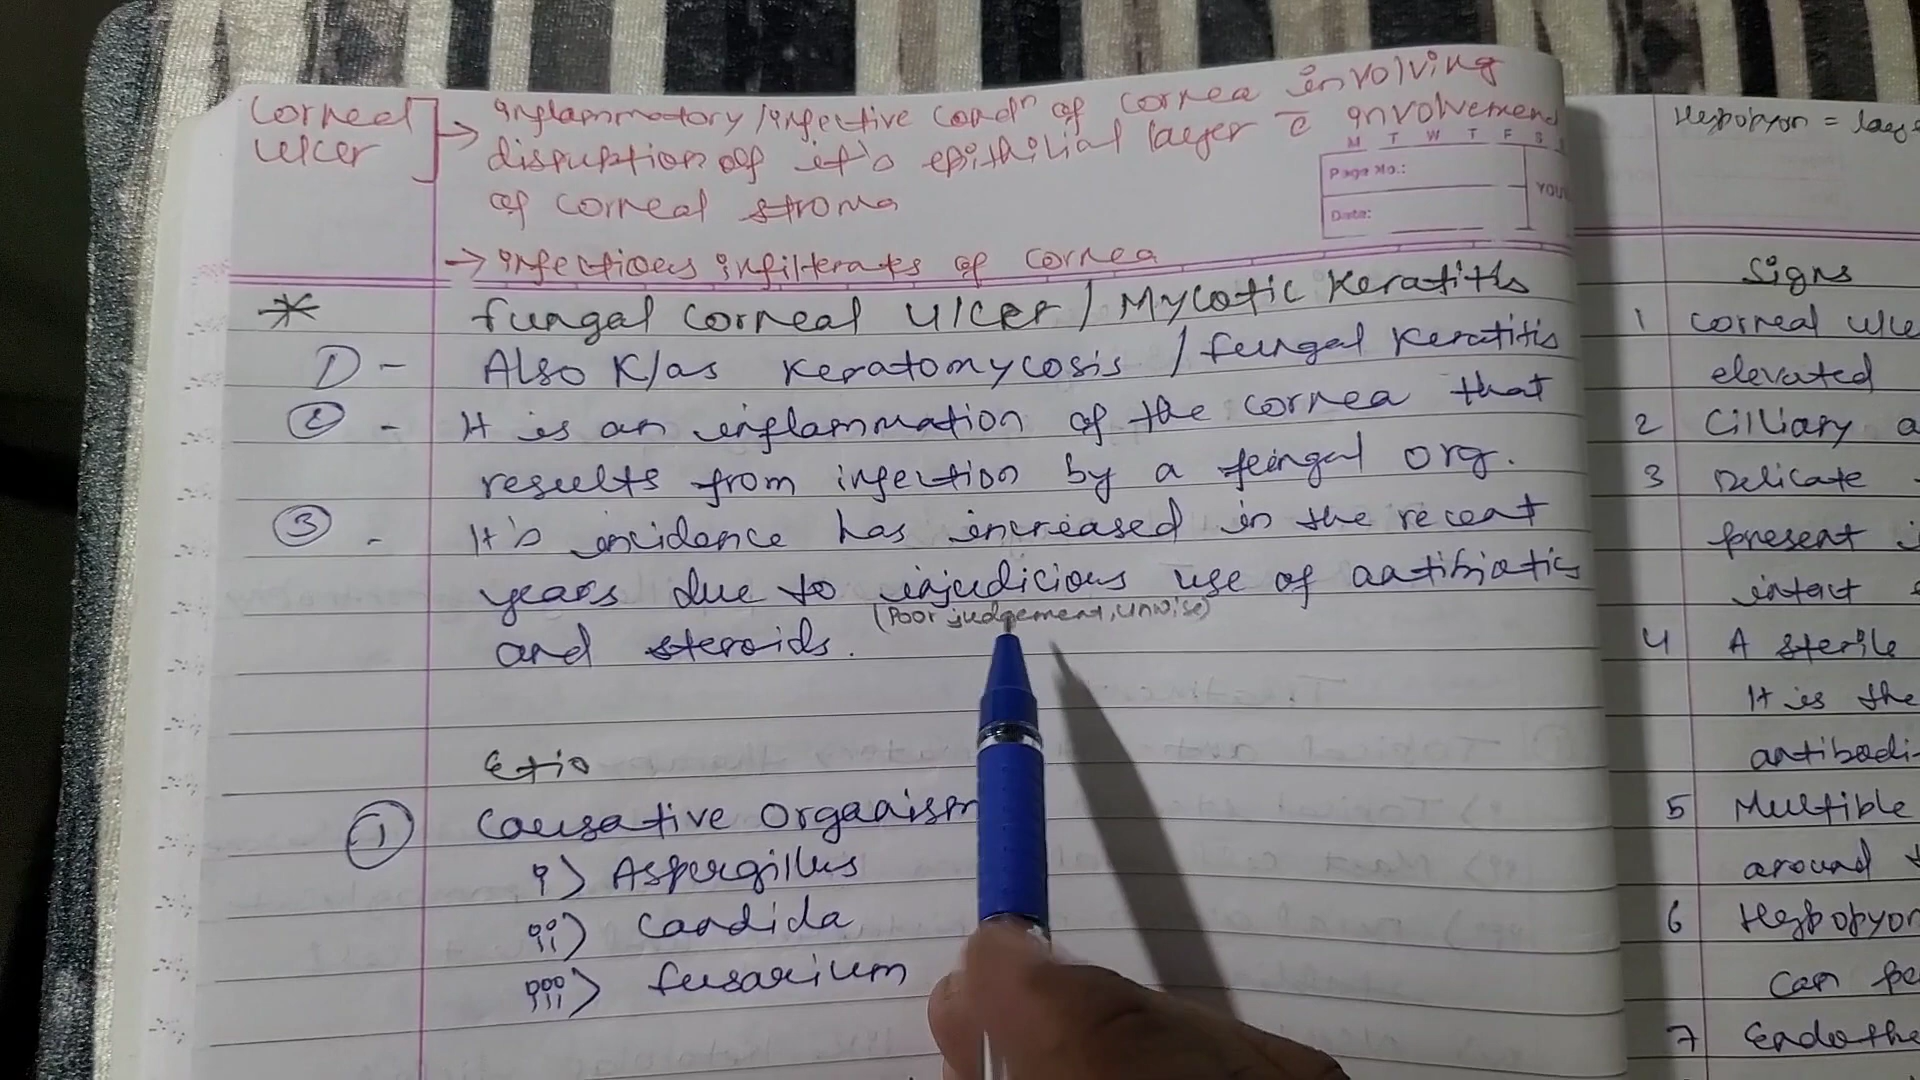 Corneal Ulcer
→ inflammatory/infective condn of cornea involving
disruption of it's epithilial layer c̄ involvement
of corneal stroma
→ infectious infilterats of cornea
M T W T F S
Page No.:
Date:
YOU
* Fungal Corneal Ulcer / Mycotic Keratitis
1 - Also K/as Keratomycosis / fungal Keratitis
2 - It is an inflammation of the cornea that
results from infection by a fungal org.
3 - It's incidence has increased in the recent
years due to injudicious use of antibiotics
(Poor judgement, unwise)
and steroids.
Etio
1 Causative Organism
i) Aspergillus
ii) Candida
iii) fusarium
Hypopyon =
Signs
1 Corneal
elevated
2 Cilliary
3 Delicate
present
intact
4 A sterile
It is the
5 Multible
around
6 Hypopyon
Can
7